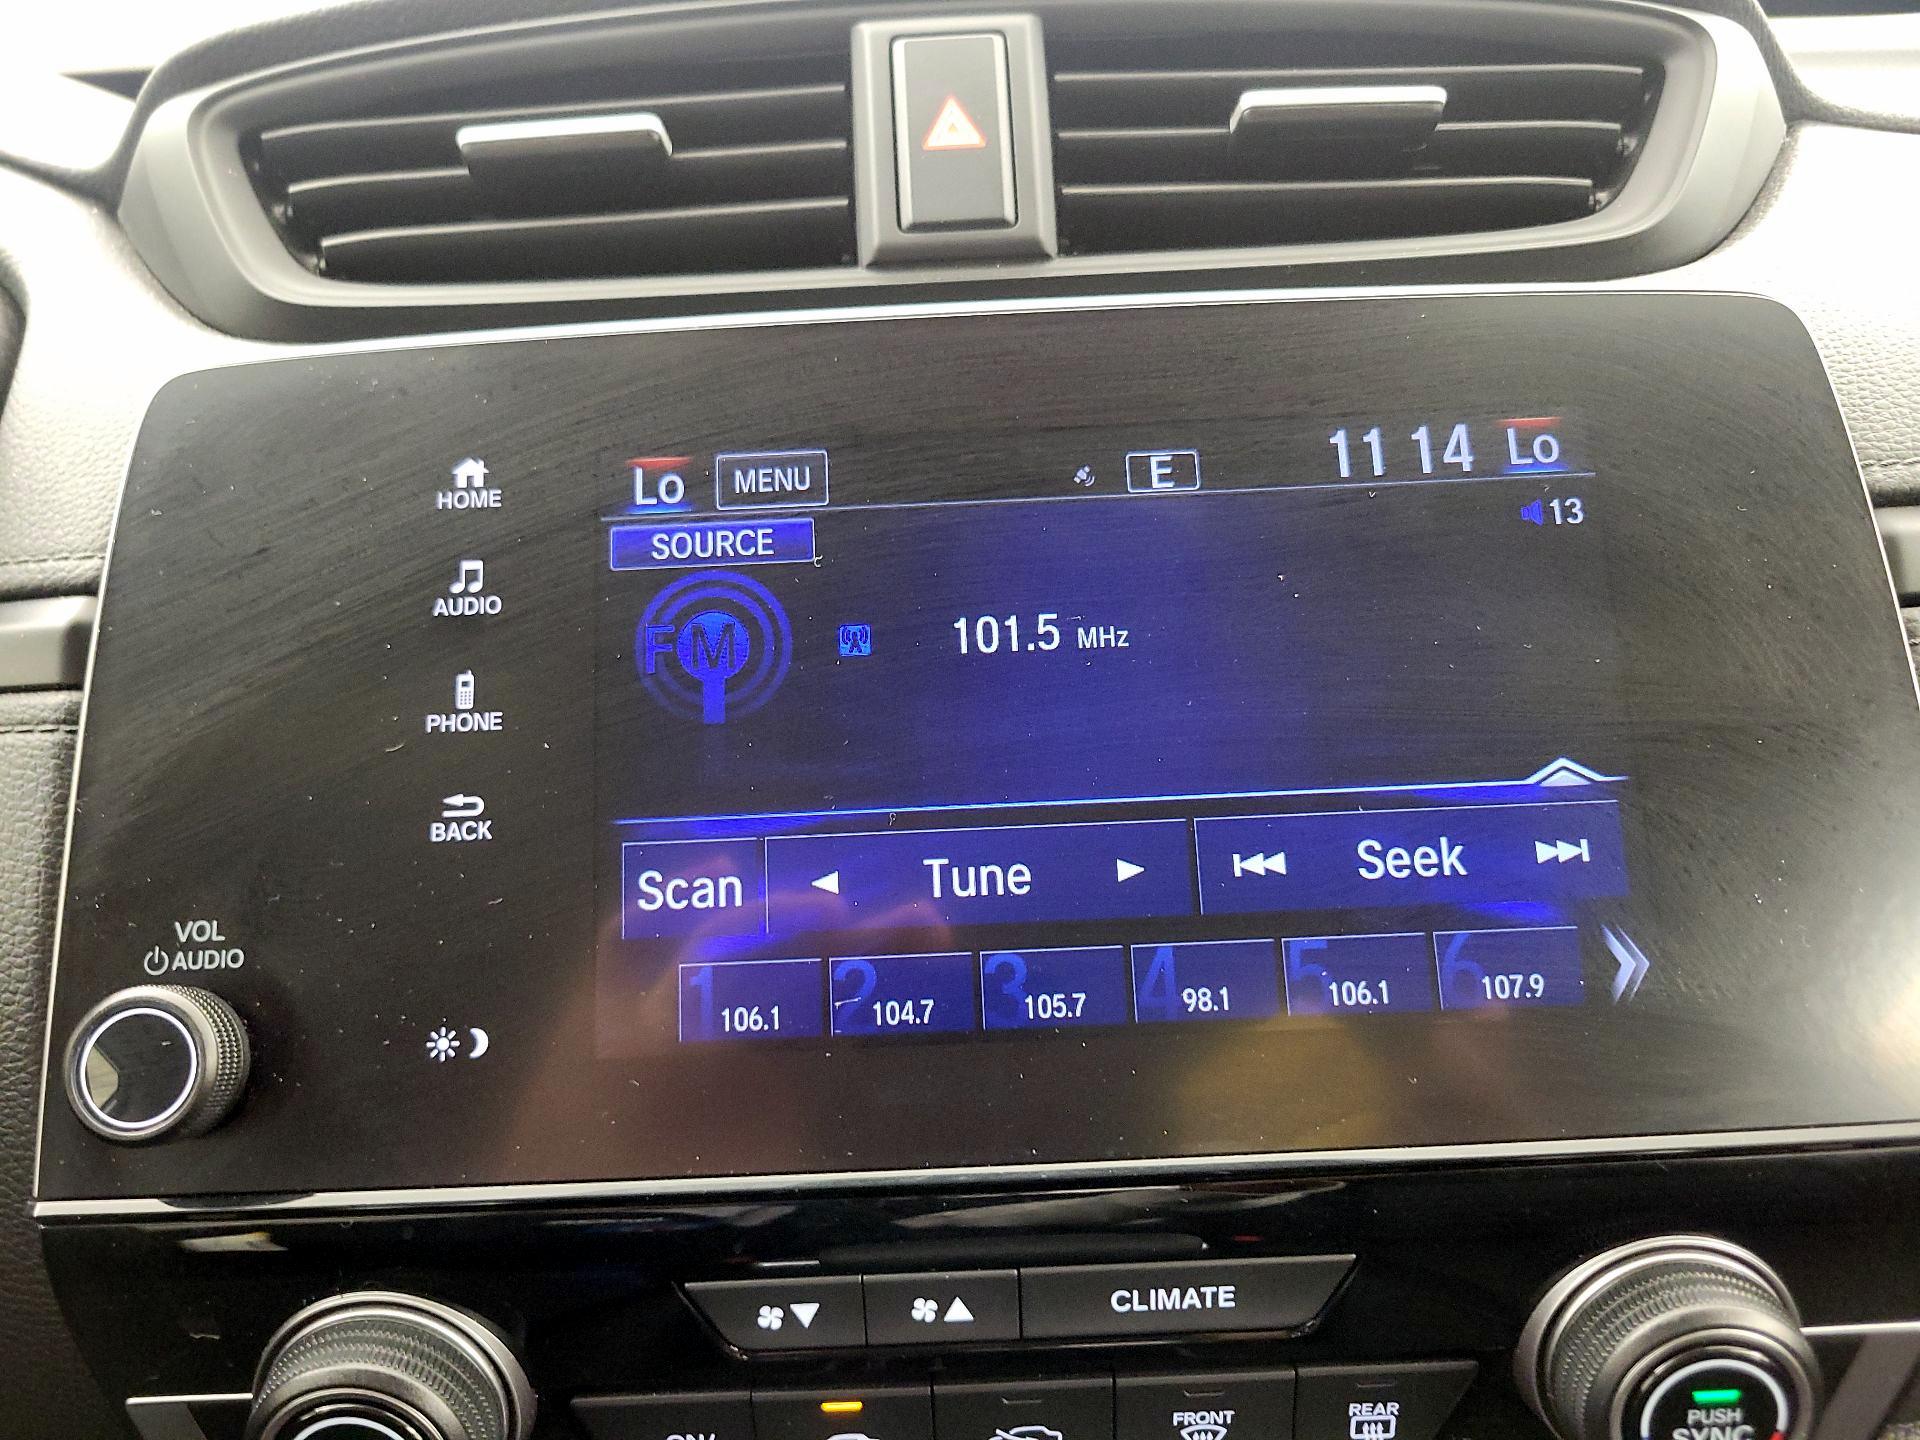 Lo MENU E 11 14 Lo
13
SOURCE
FM 101.5 MHz
HOME
AUDIO
PHONE
BACK
Scan Tune Seek
1 106.1 2 104.7 3 105.7 4 98.1 5 106.1 6 107.9
VOL
AUDIO
CLIMATE
FRONT
REAR
PUSH
SYNC